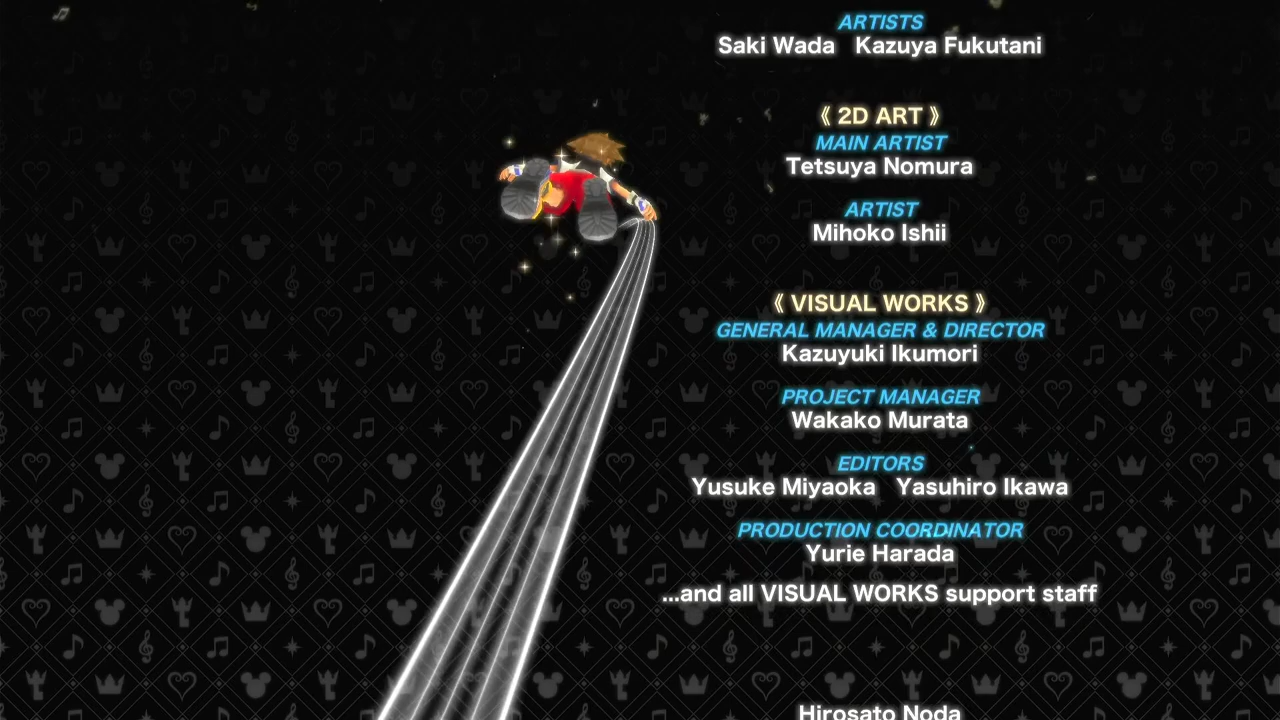 ARTISTS
Saki Wada Kazuya Fukutani
《 2D ART 》
MAIN ARTIST
Tetsuya Nomura
ARTIST
Mihoko Ishii
《 VISUAL WORKS 》
GENERAL MANAGER & DIRECTOR
Kazuyuki Ikumori
PROJECT MANAGER
Wakako Murata
EDITORS
Yusuke Miyaoka Yasuhiro Ikawa
PRODUCTION COORDINATOR
Yurie Harada
...and all VISUAL WORKS support staff
Hirosato Noda